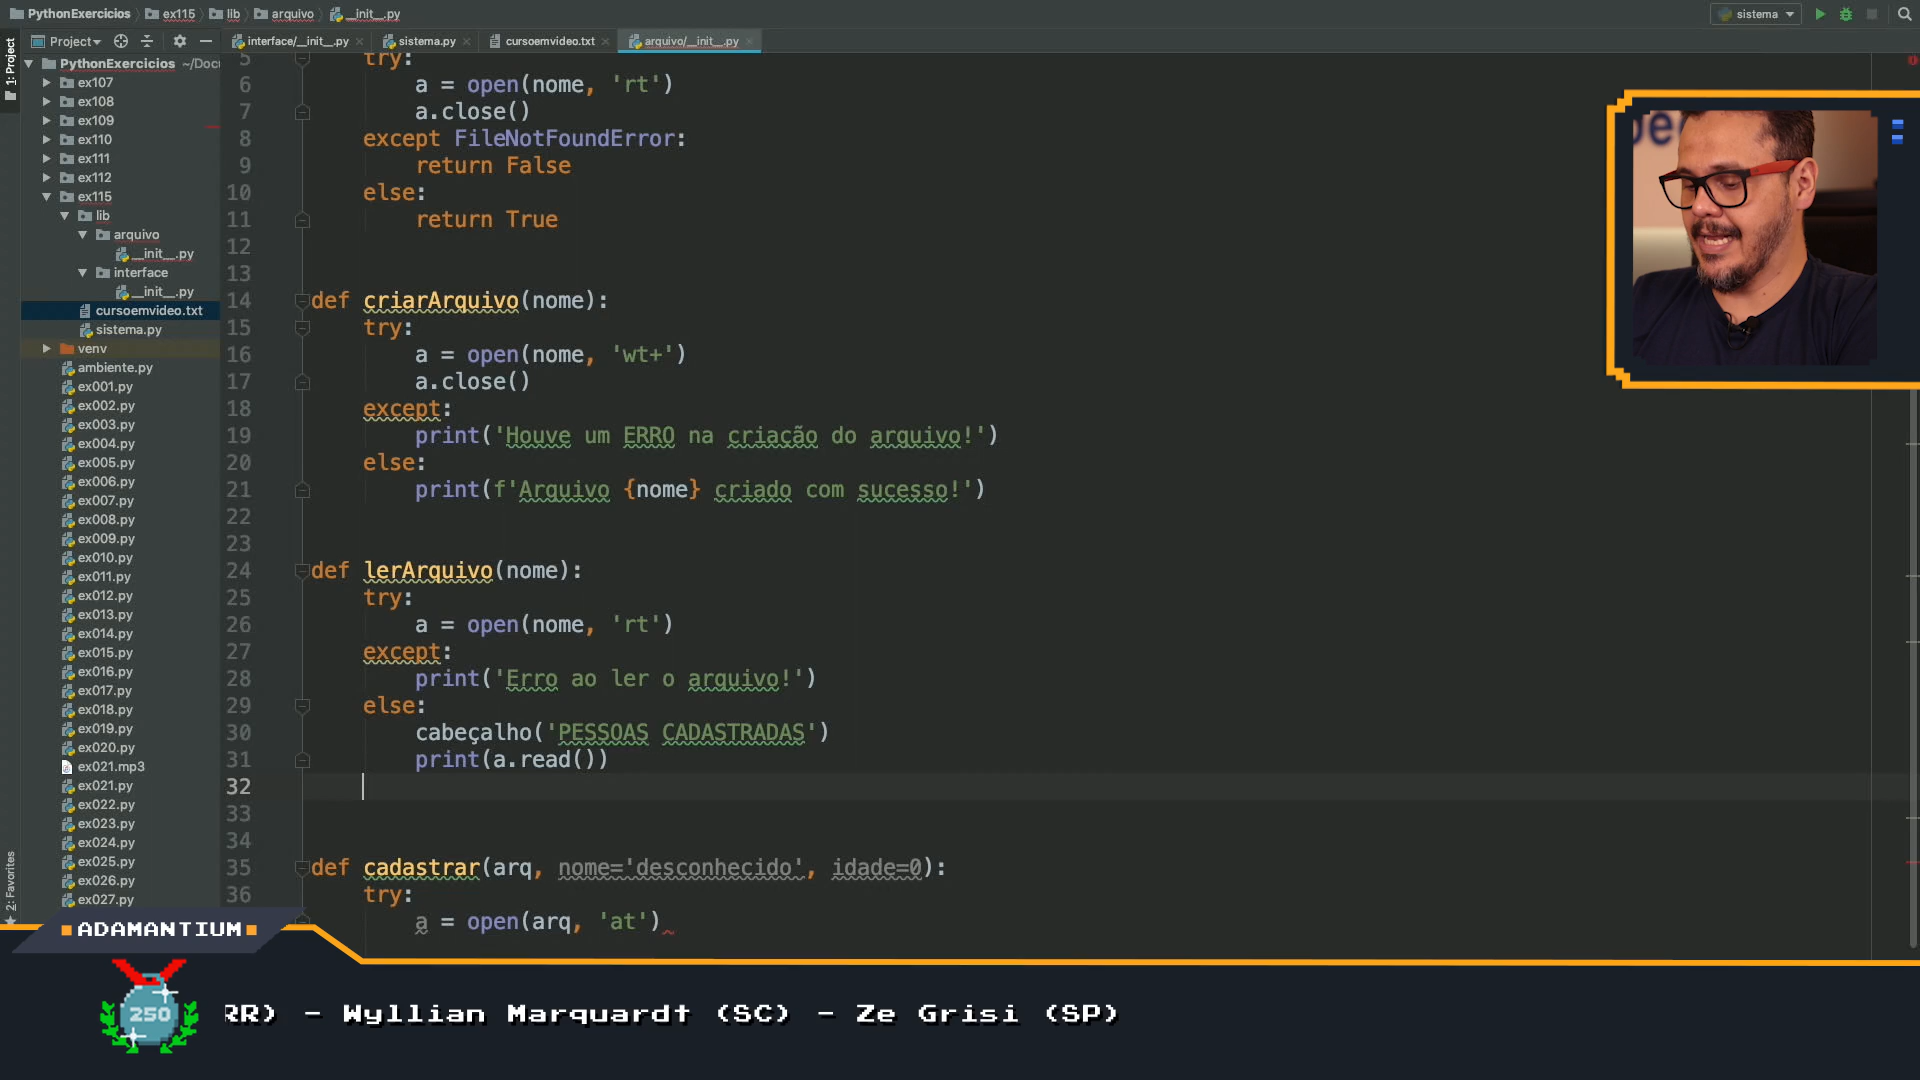 PythonExercicios
ex115
lib
arquivo
__init__.py
sistema
1: Project
Project
interface/__init__.py
sistema.py
cursoemvideo.txt
arquivo/__init__.py
PythonExercicios ~/Docu
ex107
ex108
ex109
ex110
ex111
ex112
ex115
lib
arquivo
__init__.py
interface
__init__.py
cursoemvideo.txt
sistema.py
venv
ambiente.py
ex001.py
ex002.py
ex003.py
ex004.py
ex005.py
ex006.py
ex007.py
ex008.py
ex009.py
ex010.py
ex011.py
ex012.py
ex013.py
ex014.py
ex015.py
ex016.py
ex017.py
ex018.py
ex019.py
ex020.py
ex021.mp3
ex021.py
ex022.py
ex023.py
ex024.py
ex025.py
ex026.py
ex027.py
2: Favorites
5 try:
6 a = open(nome, 'rt')
7 a.close()
8 except FileNotFoundError:
9 return False
10 else:
11 return True
12
13
14 def criarArquivo(nome):
15 try:
16 a = open(nome, 'wt+')
17 a.close()
18 except:
19 print('Houve um ERRO na criação do arquivo!')
20 else:
21 print(f'Arquivo {nome} criado com sucesso!')
22
23
24 def lerArquivo(nome):
25 try:
26 a = open(nome, 'rt')
27 except:
28 print('Erro ao ler o arquivo!')
29 else:
30 cabeçalho('PESSOAS CADASTRADAS')
31 print(a.read())
32
33
34
35 def cadastrar(arq, nome='desconhecido', idade=0):
36 try:
a = open(arq, 'at')
ADAMANTIUM
250
RR) - Wyllian Marquardt (SC) - Ze Grisi (SP)